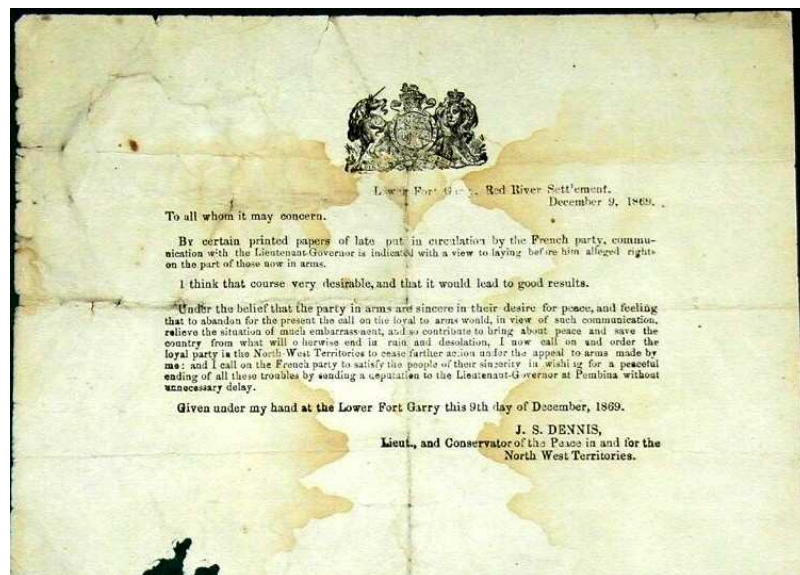 Lower Fort Garry, Red River Settlement.
December 9, 1869.
To all whom it may concern.
By certain printed papers of late put in circulation by the French party, commu-
nication with the Lieutenant-Governor is indicated with a view to laying before him alleged rights
on the part of those now in arms.
I think that course very desirable, and that it would lead to good results.
Under the belief that the party in arms are sincere in their desire for peace, and feeling
that to abandon for the present the call on the loyal to arms would, in view of such communication,
relieve the situation of much embarrassment, and so contribute to bring about peace and save the
country from what will otherwise end in ruin and desolation, I now call on and order the
loyal party in the North-West Territories to cease further action under the appeal to arms made by
me: and I call on the French party to satisfy the people of their sincerity in wishing for a peaceful
ending of all these troubles by sending a deputation to the Lieutenant-Governor at Pembina without
unnecessary delay.
Given under my hand at the Lower Fort Garry this 9th day of December, 1869.
J. S. DENNIS,
Lieut., and Conservator of the Peace in and for the
North West Territories.